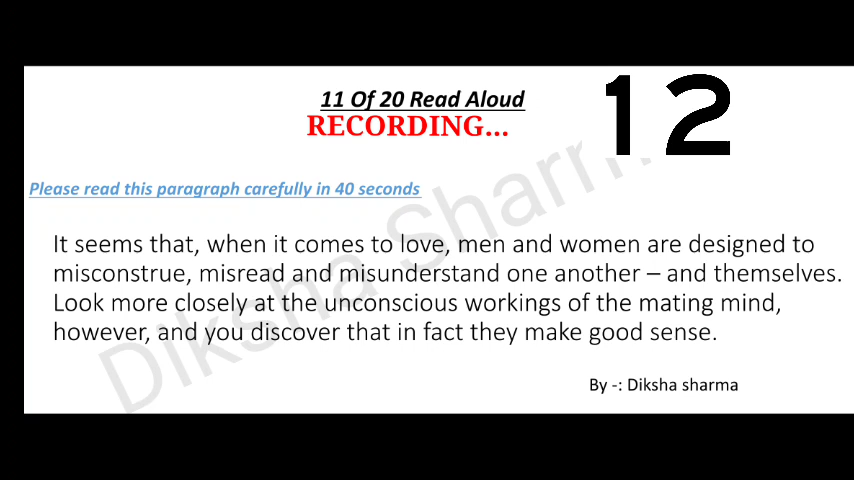 11 Of 20 Read Aloud
12
RECORDING...
Please read this paragraph carefully in 40 seconds
It seems that, when it comes to love, men and women are designed to
misconstrue, misread and misunderstand one another – and themselves.
Look more closely at the unconscious workings of the mating mind,
however, and you discover that in fact they make good sense.
By -: Diksha sharma
Diksha Sharma